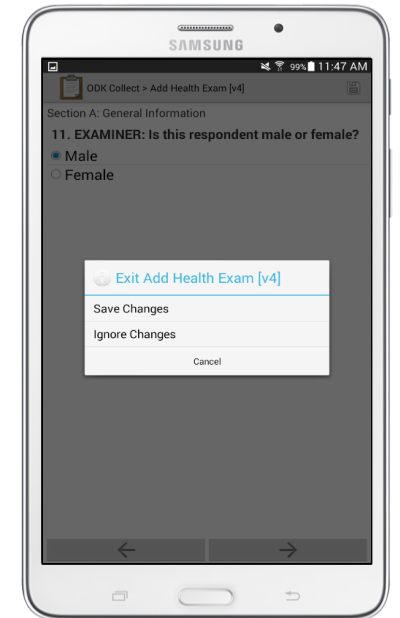 SAMSUNG
99% 11:47 AM
ODK Collect > Add Health Exam [v4]
Section A: General Information
11. EXAMINER: Is this respondent male or female?
Male
Female
Exit Add Health Exam [v4]
Save Changes
Ignore Changes
Cancel